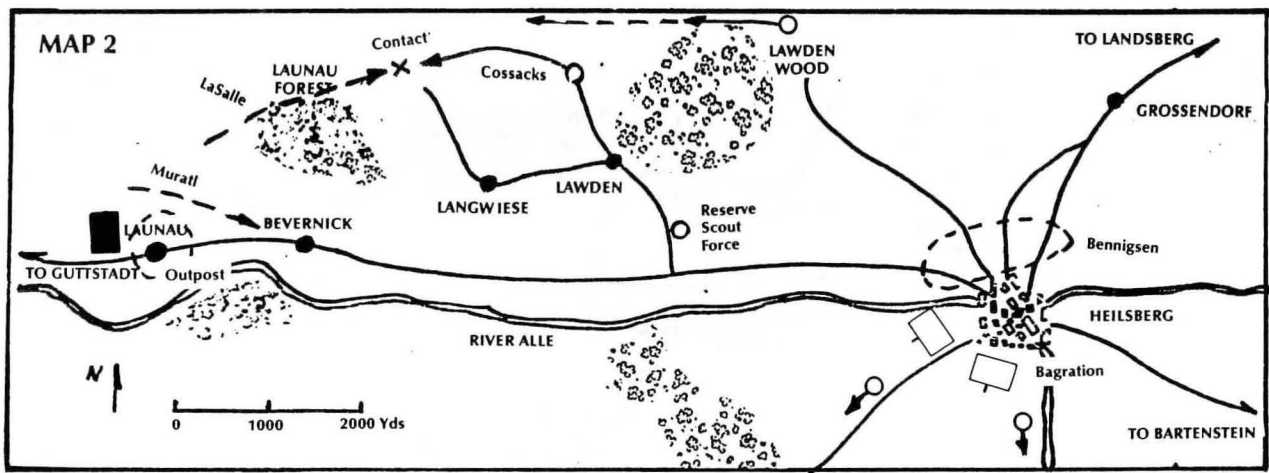 MAP 2
Contact
LAUNAU
FOREST
LaSalle
Cossacks
LAWDEN
WOOD
TO LANDSBERG
GROSSENDORF
Muratl
LANGWIESE
LAWDEN
Reserve
Scout
Force
LAUNAU
BEVERNICK
Bennigsen
TO GUTTSTADT
Outpost
HEILSBERG
RIVER ALLE
Bagration
N
0 1000 2000 Yds
TO BARTENSTEIN